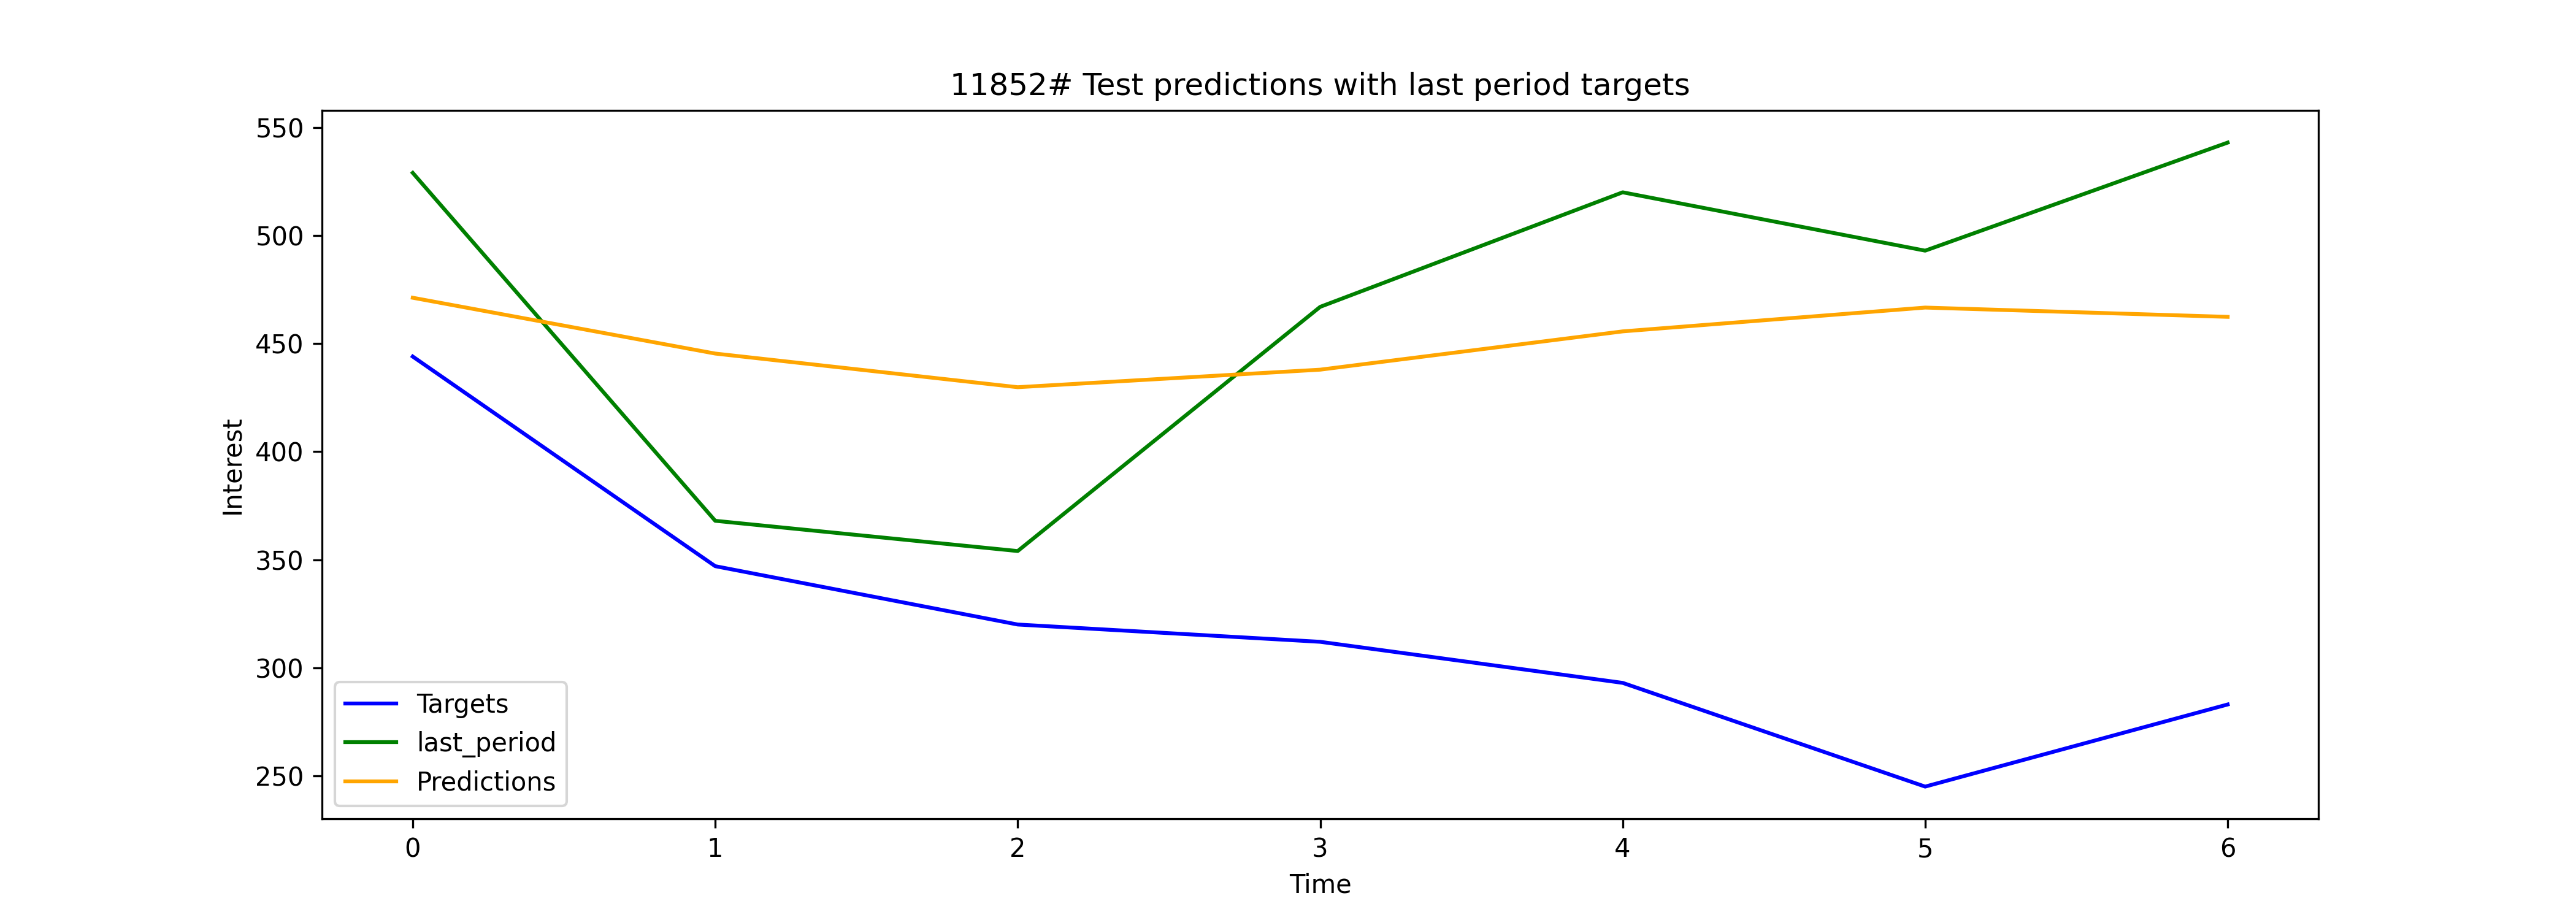 11852# Test predictions with last period targets
550
500
450
400
350
300
250
Interest
Targets
last_period
Predictions
0 1 2 3 4 5 6
Time